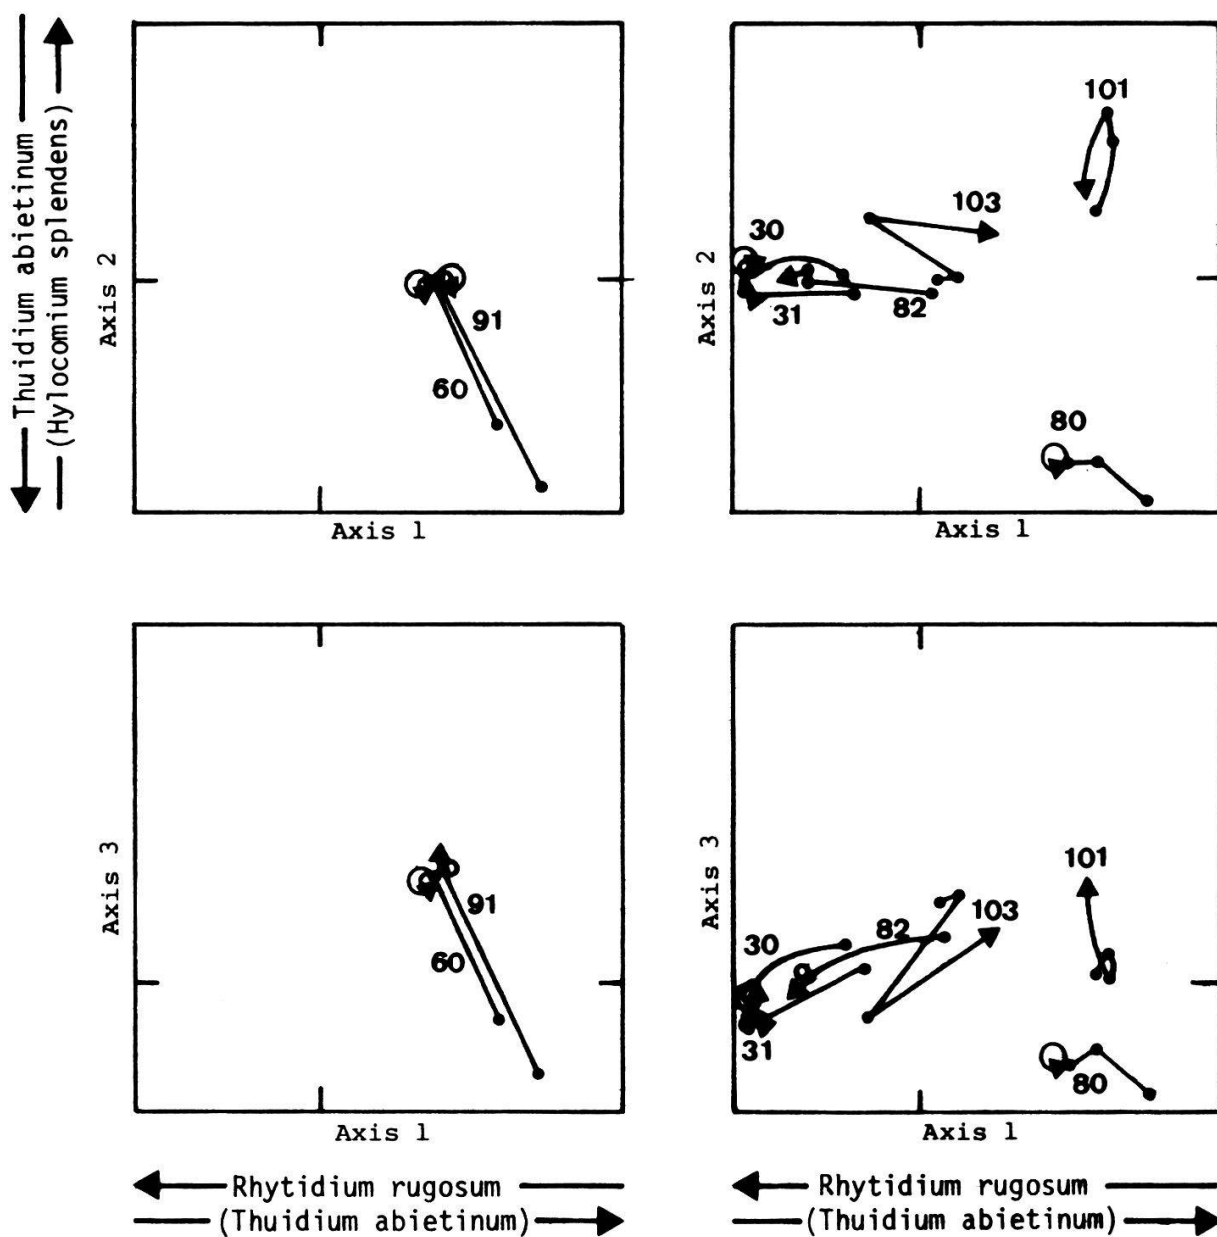 Thuidium abietinum
(Hylocomium splendens)
Axis 2
91
60
Axis 1
Axis 2
101
103
30
31
82
80
Axis 1
Axis 3
91
60
Axis 1
Axis 3
101
103
82
30
31
80
Axis 1
Rhytidium rugosum
(Thuidium abietinum)
Rhytidium rugosum
(Thuidium abietinum)